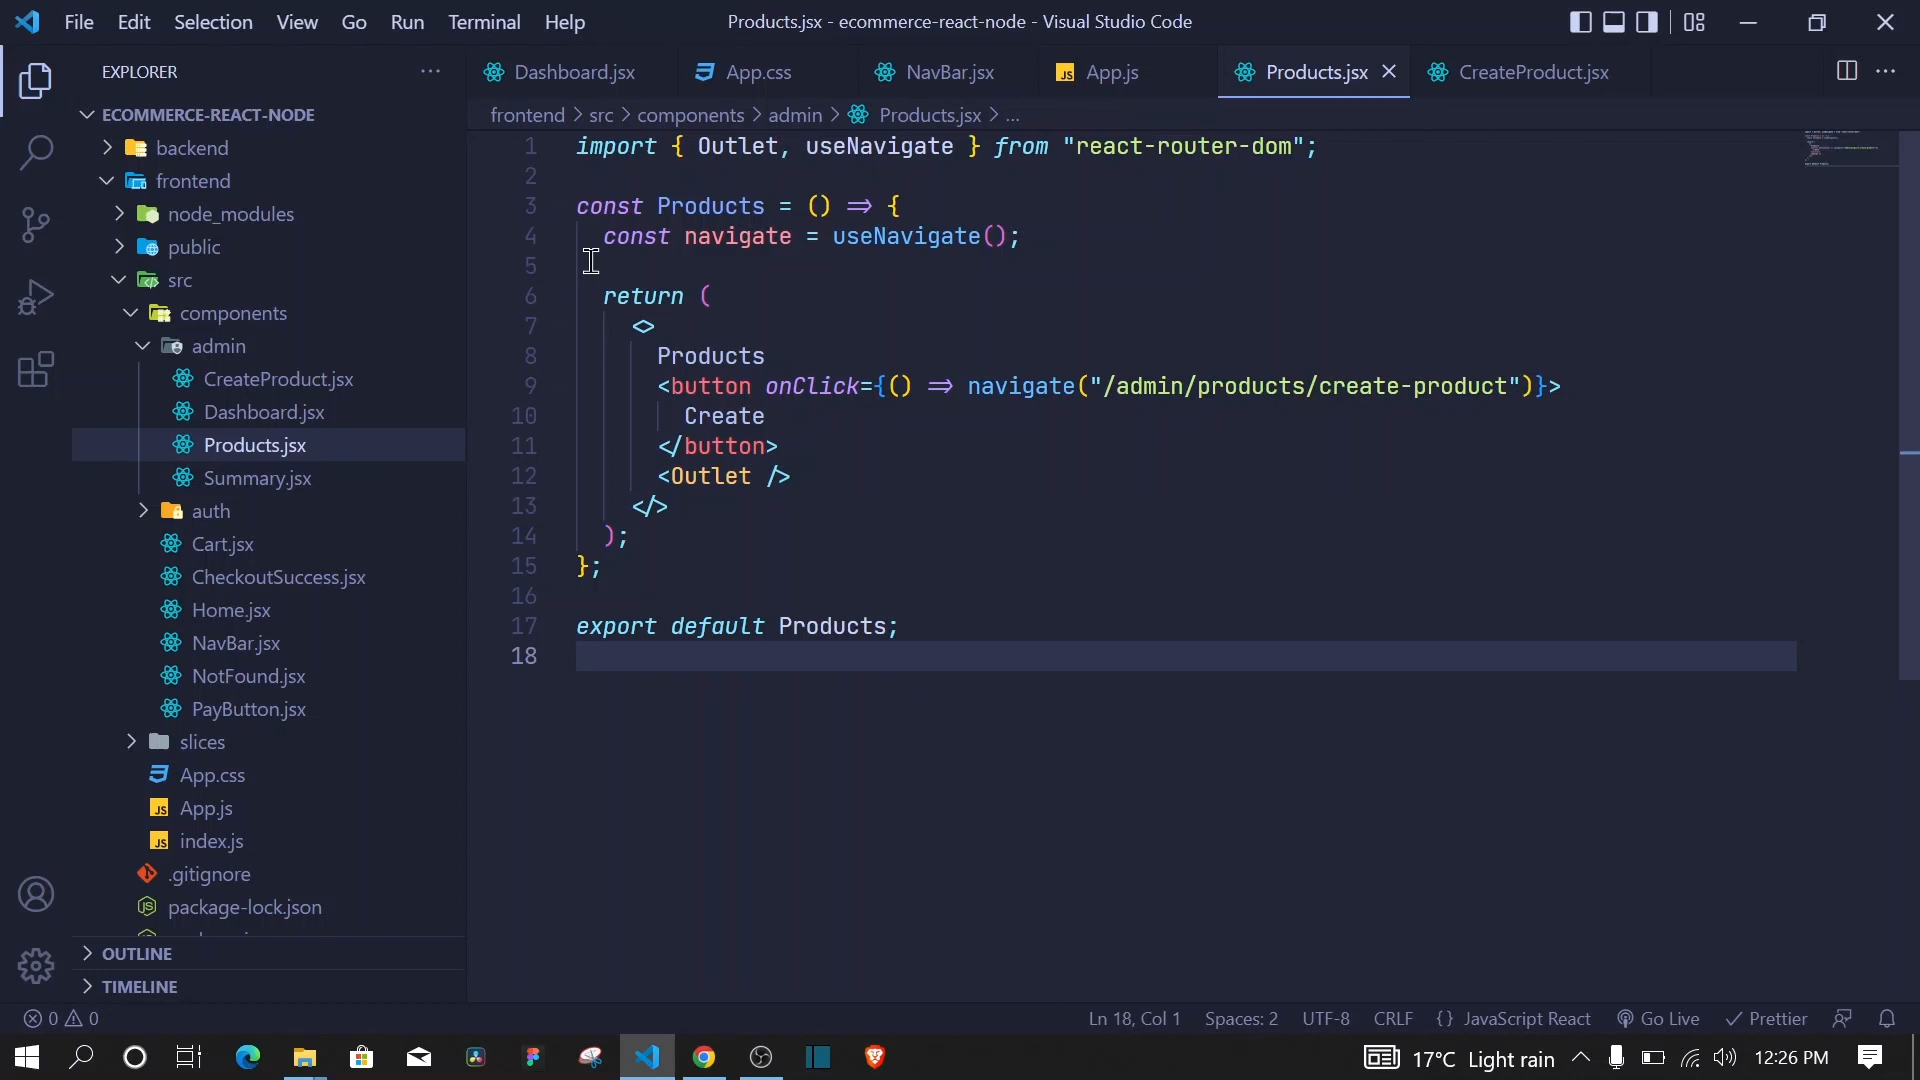 File Edit Selection View Go Run Terminal Help
Products.jsx - ecommerce-react-node - Visual Studio Code
EXPLORER
ECOMMERCE-REACT-NODE
backend
frontend
node_modules
public
src
components
admin
CreateProduct.jsx
Dashboard.jsx
Products.jsx
Summary.jsx
auth
Cart.jsx
CheckoutSuccess.jsx
Home.jsx
NavBar.jsx
NotFound.jsx
PayButton.jsx
slices
App.css
App.js
index.js
.gitignore
package-lock.json
OUTLINE
TIMELINE
Dashboard.jsx App.css NavBar.jsx JS App.js Products.jsx CreateProduct.jsx
frontend > src > components > admin > Products.jsx > ...
1 import { Outlet, useNavigate } from "react-router-dom";
2
3 const Products = () => {
4 const navigate = useNavigate();
5
6 return (
7 <>
8 Products
9 <button onClick={() => navigate("/admin/products/create-product")}>
10 Create
11 </button>
12 <Outlet />
13 </>
14 );
15 };
16
17 export default Products;
18
0 0 Ln 18, Col 1 Spaces: 2 UTF-8 CRLF {} JavaScript React Go Live Prettier
17°C Light rain 12:26 PM